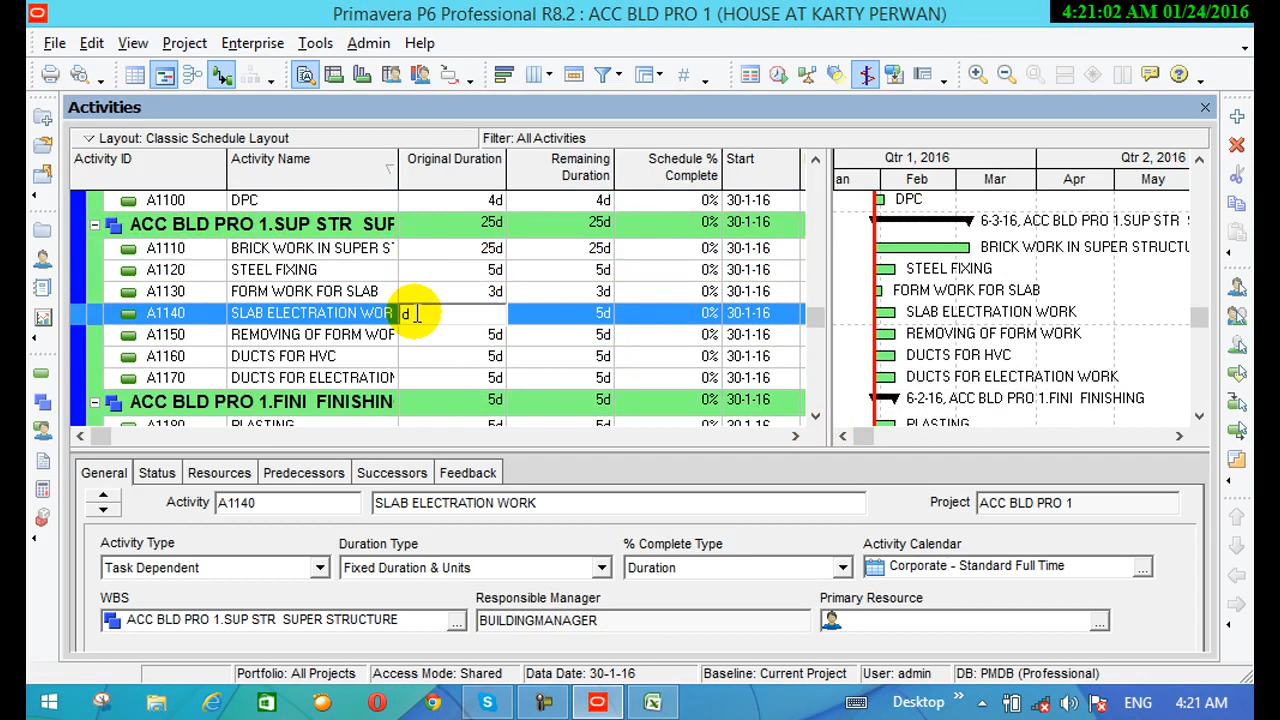 Primavera P6 Professional R8.2 : ACC BLD PRO 1 (HOUSE AT KARTY PERWAN)
4:21:02 AM 01/24/2016
File Edit View Project Enterprise Tools Admin Help
Activities
Layout: Classic Schedule Layout Filter: All Activities
Activity ID Activity Name Original Duration Remaining Duration Schedule % Complete Start
Qtr 1, 2016 Qtr 2, 2016
an Feb Mar Apr May
A1100 DPC 4d 4d 0% 30-1-16 DPC
ACC BLD PRO 1.SUP STR SUP 25d 25d 0% 30-1-16 6-3-16, ACC BLD PRO 1.SUP STR S
A1110 BRICK WORK IN SUPER S 25d 25d 0% 30-1-16 BRICK WORK IN SUPER STRUCTU
A1120 STEEL FIXING 5d 5d 0% 30-1-16 STEEL FIXING
A1130 FORM WORK FOR SLAB 3d 3d 0% 30-1-16 FORM WORK FOR SLAB
A1140 SLAB ELECTRATION WOR d 5d 0% 30-1-16 SLAB ELECTRATION WORK
A1150 REMOVING OF FORM WOF 5d 5d 0% 30-1-16 REMOVING OF FORM WORK
A1160 DUCTS FOR HVC 5d 5d 0% 30-1-16 DUCTS FOR HVC
A1170 DUCTS FOR ELECTRATION 5d 5d 0% 30-1-16 DUCTS FOR ELECTRATION WORK
ACC BLD PRO 1.FINI FINISHIN 5d 5d 0% 30-1-16 6-2-16, ACC BLD PRO 1.FINI FINISHING
A1180 PLASTING 5d 5d 0% 30-1-16 PLASTING
General Status Resources Predecessors Successors Feedback
Activity A1140 SLAB ELECTRATION WORK Project ACC BLD PRO 1
Activity Type Duration Type % Complete Type Activity Calendar
Task Dependent Fixed Duration & Units Duration Corporate - Standard Full Time ...
WBS Responsible Manager Primary Resource
ACC BLD PRO 1.SUP STR SUPER STRUCTURE ... BUILDINGMANAGER ...
Portfolio: All Projects Access Mode: Shared Data Date: 30-1-16 Baseline: Current Project User: admin DB: PMDB (Professional)
Desktop ENG 4:21 AM